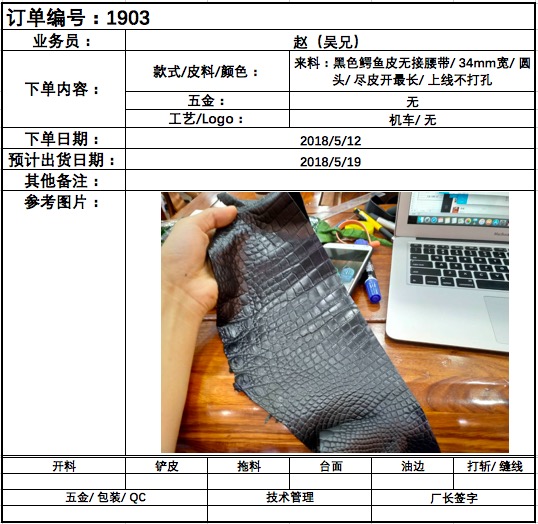 订单编号：1903
业务员： 赵（吴兄）
下单内容： 款式/皮料/颜色： 来料：黑色鳄鱼皮无接腰带/ 34mm宽/ 圆
头/ 尽皮开最长/ 上线不打孔
五金： 无
工艺/Logo： 机车/ 无
下单日期： 2018/5/12
预计出货日期： 2018/5/19
其他备注：
参考图片：
开料 铲皮 拖料 台面 油边 打斩/ 缝线
五金/ 包装/ QC 技术管理 厂长签字